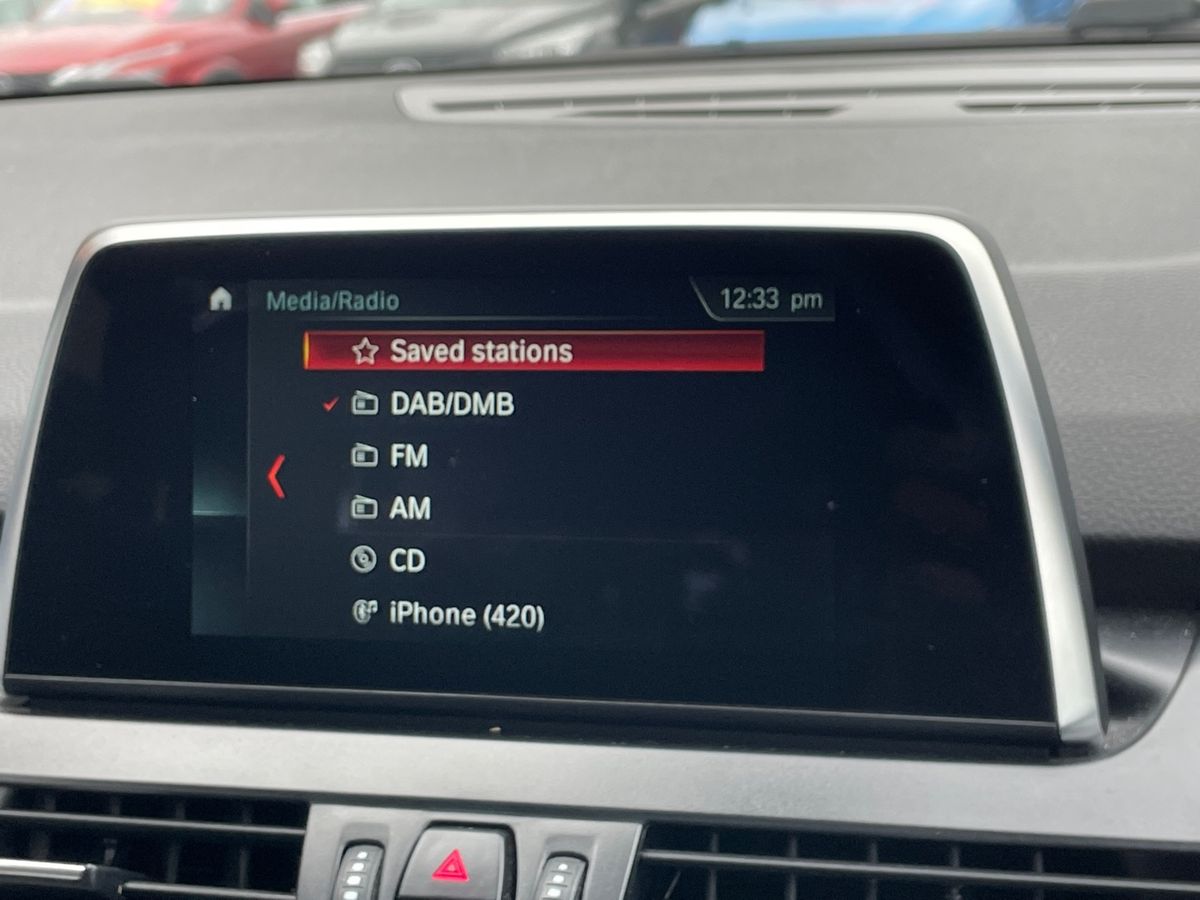 Media/Radio
12:33 pm
Saved stations
DAB/DMB
FM
AM
CD
iPhone (420)